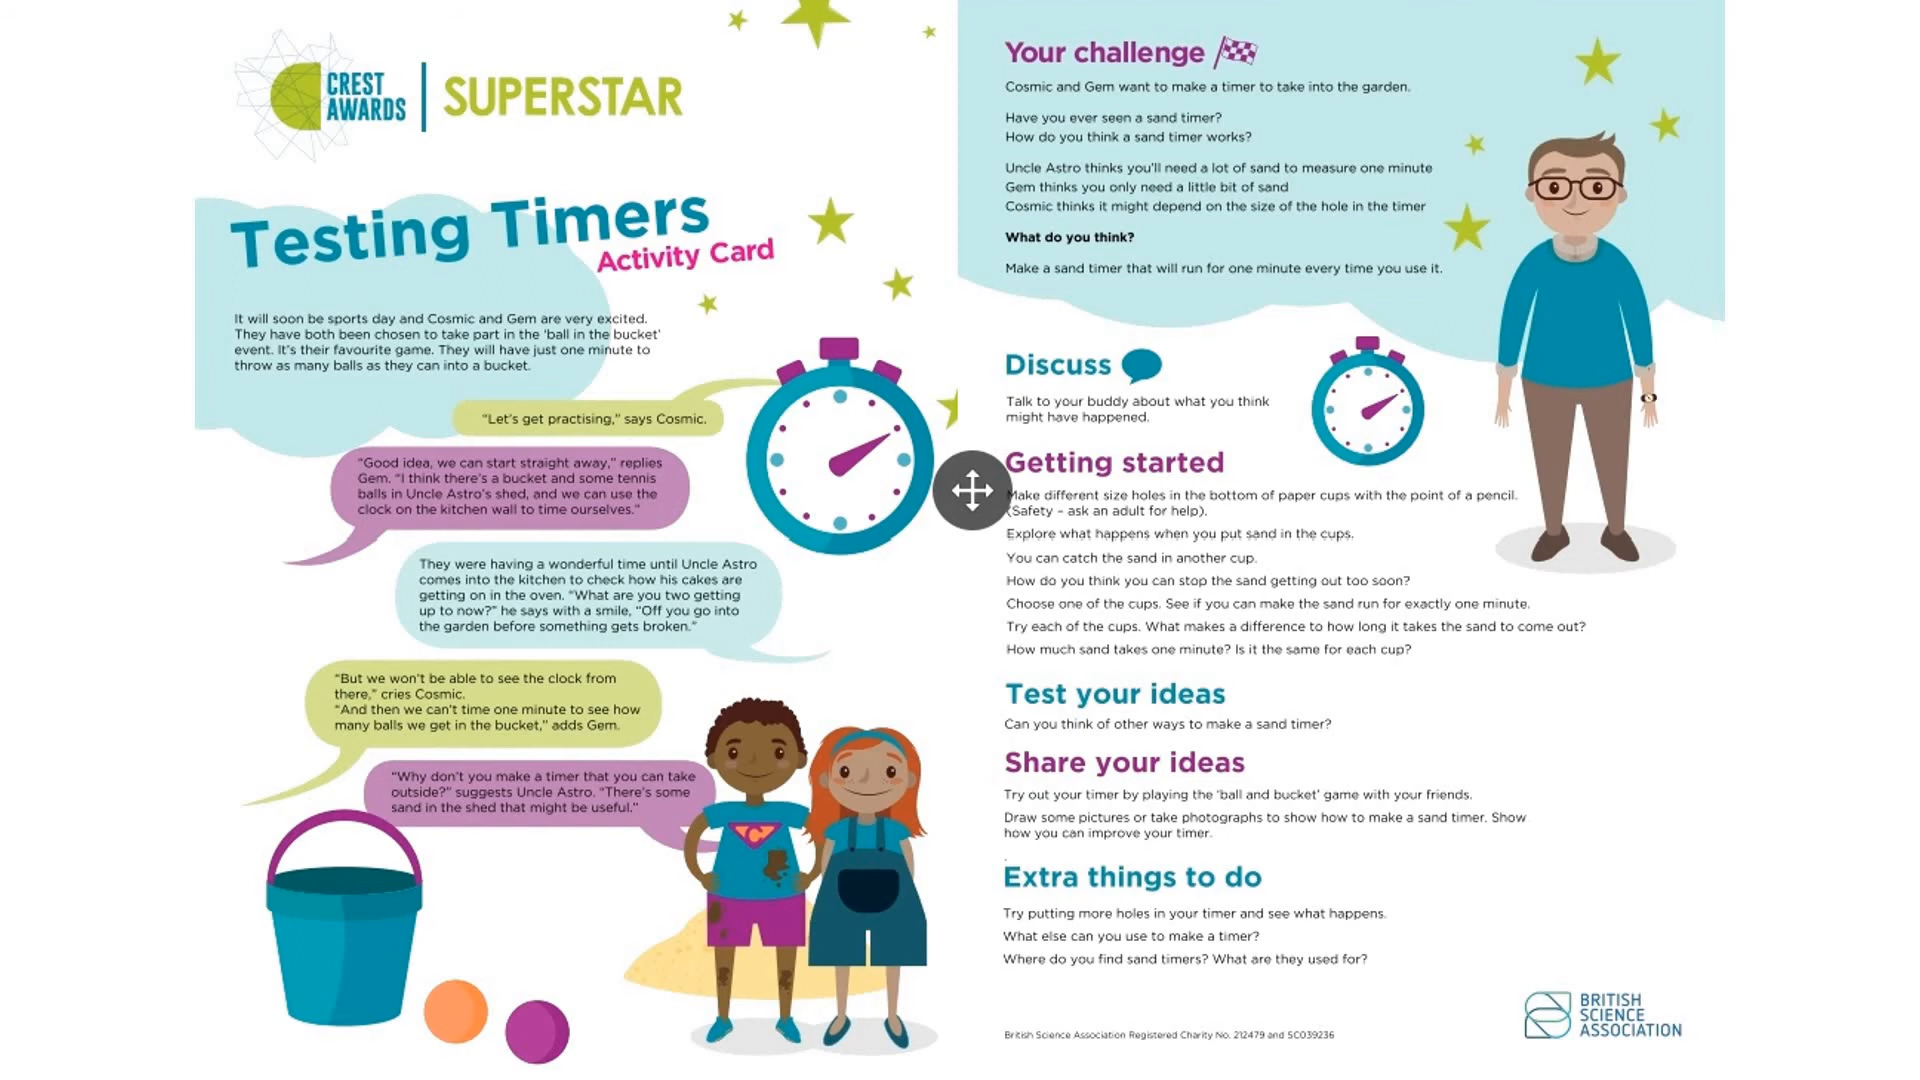 CREST
AWARDS
SUPERSTAR
Testing Timers
Activity Card
It will soon be sports day and Cosmic and Gem are very excited.
They have both been chosen to take part in the ‘ball in the bucket’
event. It’s their favourite game. They will have just one minute to
throw as many balls as they can into a bucket.
“Let’s get practising,” says Cosmic.
“Good idea, we can start straight away,” replies
Gem. “I think there’s a bucket and some tennis
balls in Uncle Astro’s shed, and we can use the
clock on the kitchen wall to time ourselves.”
They were having a wonderful time until Uncle Astro
comes into the kitchen to check how his cakes are
getting on in the oven. “What are you two getting
up to now?” he says with a smile, “Off you go into
the garden before something gets broken.”
“But we won’t be able to see the clock from
there,” cries Cosmic.
“And then we can’t time one minute to see how
many balls we get in the bucket,” adds Gem.
“Why don’t you make a timer that you can take
outside?” suggests Uncle Astro. “There’s some
sand in the shed that might be useful.”
C
Your challenge
Cosmic and Gem want to make a timer to take into the garden.
Have you ever seen a sand timer?
How do you think a sand timer works?
Uncle Astro thinks you’ll need a lot of sand to measure one minute
Gem thinks you only need a little bit of sand
Cosmic thinks it might depend on the size of the hole in the timer
What do you think?
Make a sand timer that will run for one minute every time you use it.
Discuss
Talk to your buddy about what you think
might have happened.
Getting started
Make different size holes in the bottom of paper cups with the point of a pencil.
(Safety – ask an adult for help).
Explore what happens when you put sand in the cups.
You can catch the sand in another cup.
How do you think you can stop the sand getting out too soon?
Choose one of the cups. See if you can make the sand run for exactly one minute.
Try each of the cups. What makes a difference to how long it takes the sand to come out?
How much sand takes one minute? Is it the same for each cup?
Test your ideas
Can you think of other ways to make a sand timer?
Share your ideas
Try out your timer by playing the ‘ball and bucket’ game with your friends.
Draw some pictures or take photographs to show how to make a sand timer. Show
how you can improve your timer.
.
Extra things to do
Try putting more holes in your timer and see what happens.
What else can you use to make a timer?
Where do you find sand timers? What are they used for?
British Science Association Registered Charity No. 212479 and SC039236
BRITISH
SCIENCE
ASSOCIATION